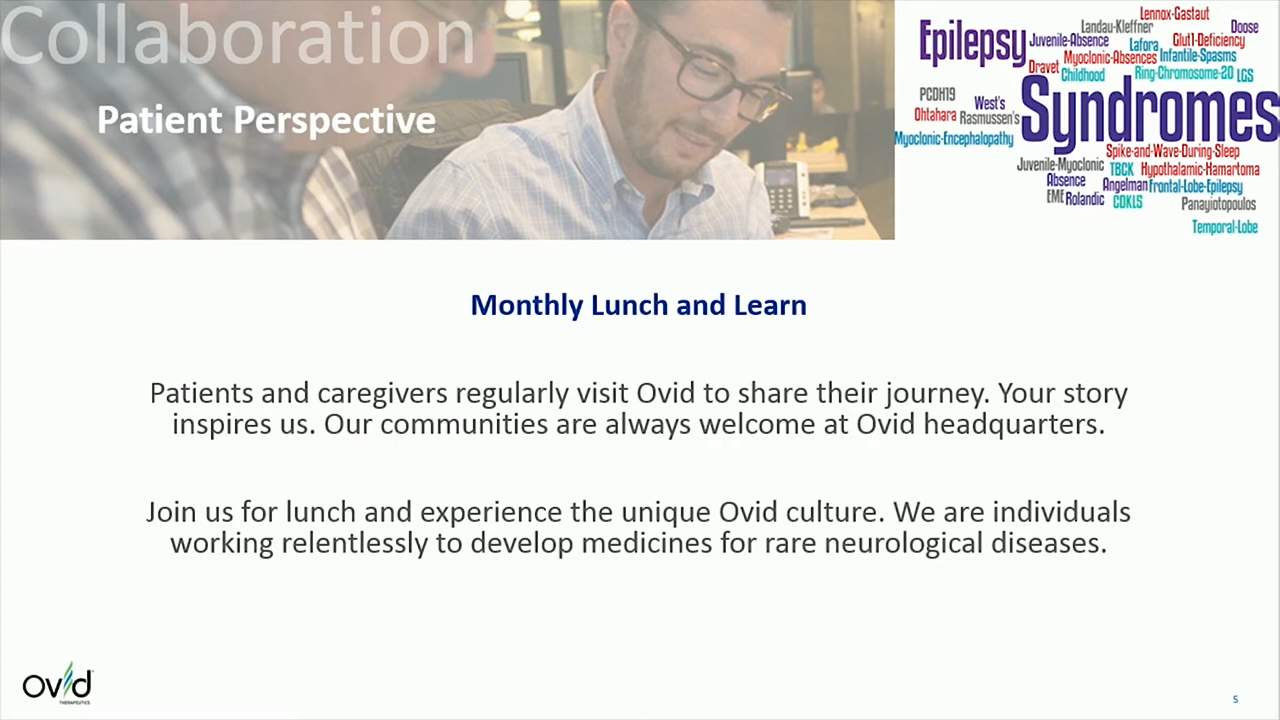 Collaboration
Patient Perspective
Lennox-Gastaut
Landau-Kleffner
Doose
Epilepsy
Juvenile-Absence
Lafora
Glut1-Deficiency
Myoclonic-Absences
Infantile-Spasms
Dravet
Childhood
Ring-Chromosome-20
LGS
PCDH19
West's
Syndromes
Ohtahara
Rasmussen's
Myoclonic-Encephalopathy
Spike-and-Wave-During-Sleep
Juvenile-Myoclonic
TBCK
Hypothalamic-Hamartoma
Absence
Angelman
Frontal-Lobe-Epilepsy
EME
Rolandic
CDKL5
Panayiotopoulos
Temporal-Lobe
Monthly Lunch and Learn
Patients and caregivers regularly visit Ovid to share their journey. Your story
inspires us. Our communities are always welcome at Ovid headquarters.
Join us for lunch and experience the unique Ovid culture. We are individuals
working relentlessly to develop medicines for rare neurological diseases.
Ovid
THERAPEUTICS
5